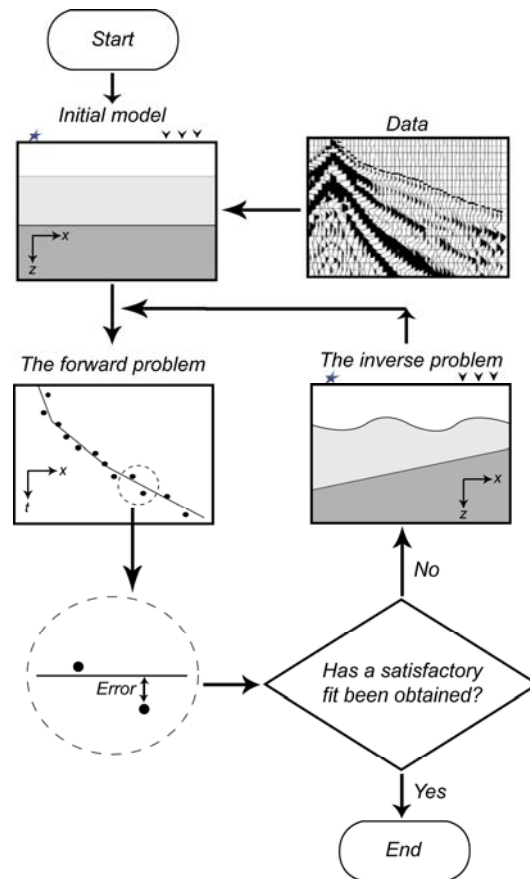 Start
Initial model
Data
x
z
The forward problem
The inverse problem
x
t
x
z
No
Error
Has a satisfactory
fit been obtained?
Yes
End